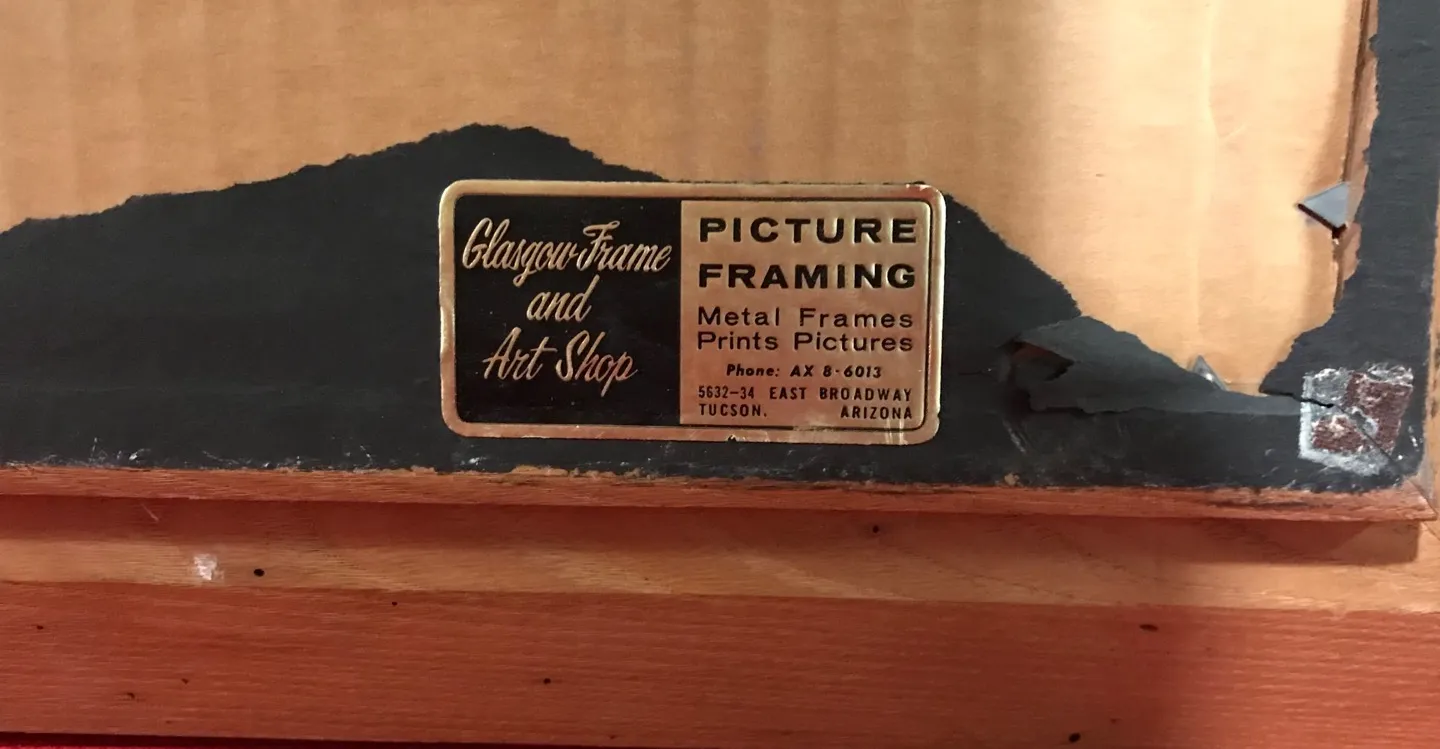 Glasgow Frame
and
Art Shop
PICTURE
FRAMING
Metal Frames
Prints Pictures
Phone: AX 8-6013
5632-34 EAST BROADWAY
TUCSON, ARIZONA